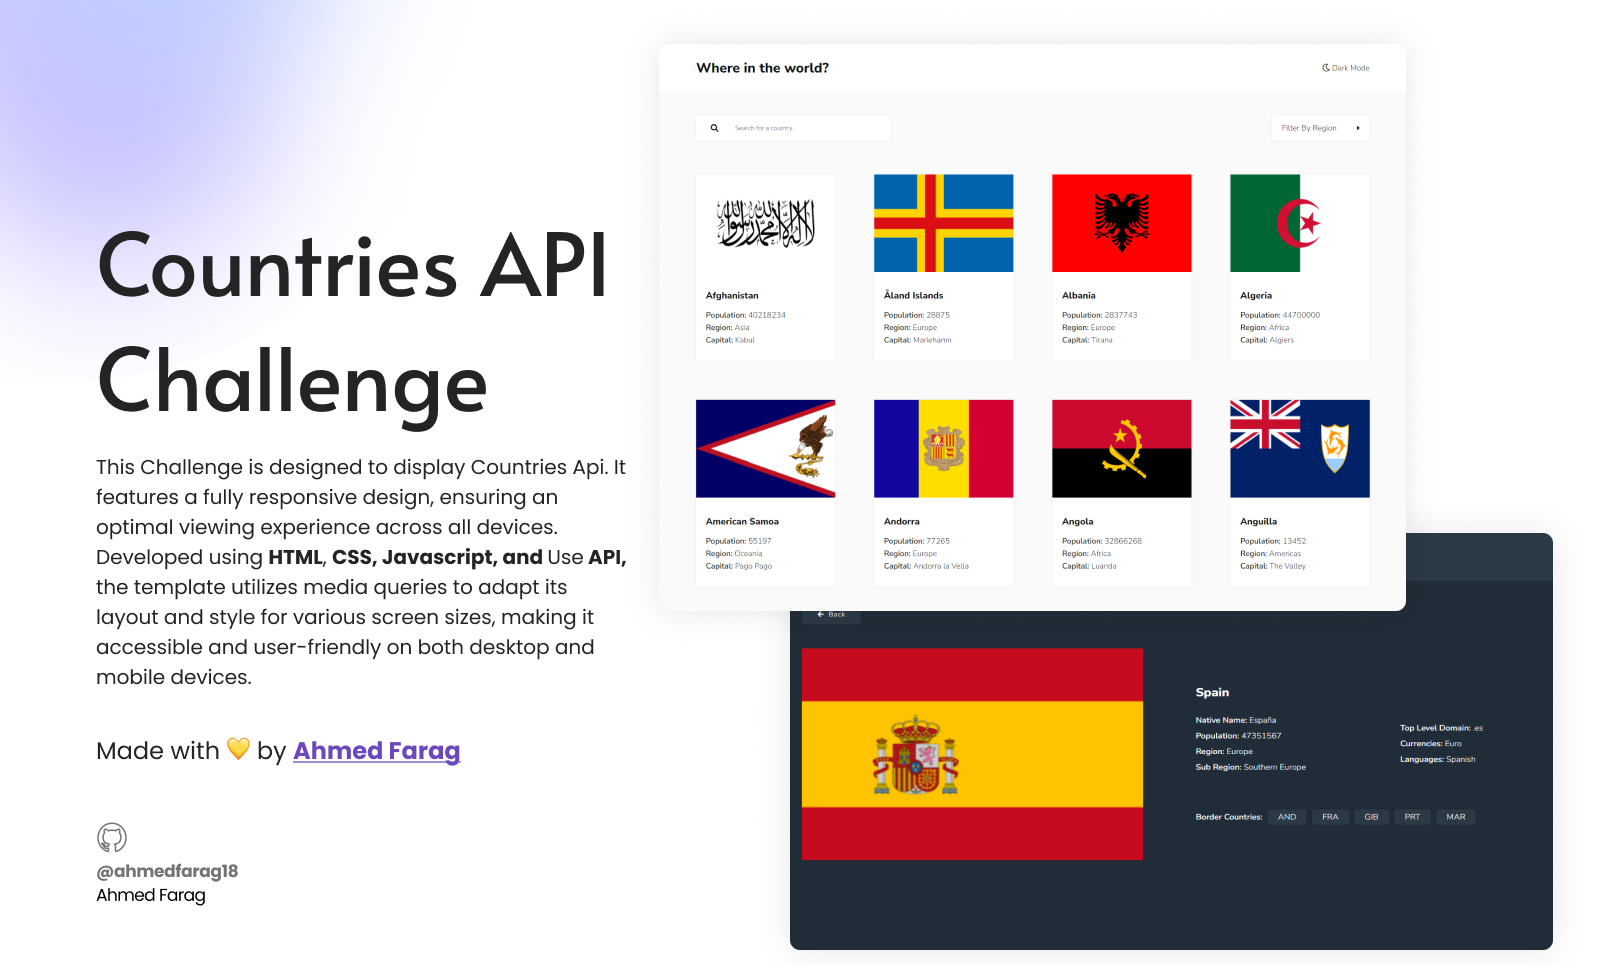 Countries API
Challenge
This Challenge is designed to display Countries Api. It
features a fully responsive design, ensuring an
optimal viewing experience across all devices.
Developed using HTML, CSS, Javascript, and Use API,
the template utilizes media queries to adapt its
layout and style for various screen sizes, making it
accessible and user-friendly on both desktop and
mobile devices.
Made with 💛 by Ahmed Farag
@ahmedfarag18
Ahmed Farag
Where in the world?
Dark Mode
Search for a country..
Filter By Region
لا إله إلا الله محمد رسول الله
Afghanistan
Population: 40218234
Region: Asia
Capital: Kabul
Åland Islands
Population: 28875
Region: Europe
Capital: Mariehamn
Albania
Population: 2837743
Region: Europe
Capital: Tirana
Algeria
Population: 44700000
Region: Africa
Capital: Algiers
American Samoa
Population: 55197
Region: Oceania
Capital: Pago Pago
Andorra
Population: 77265
Region: Europe
Capital: Andorra la Vella
Angola
Population: 32866268
Region: Africa
Capital: Luanda
Anguilla
Population: 13452
Region: Americas
Capital: The Valley
Back
Spain
Native Name: España
Population: 47351567
Region: Europe
Sub Region: Southern Europe
Top Level Domain: .es
Currencies: Euro
Languages: Spanish
Border Countries: AND FRA GIB PRT MAR